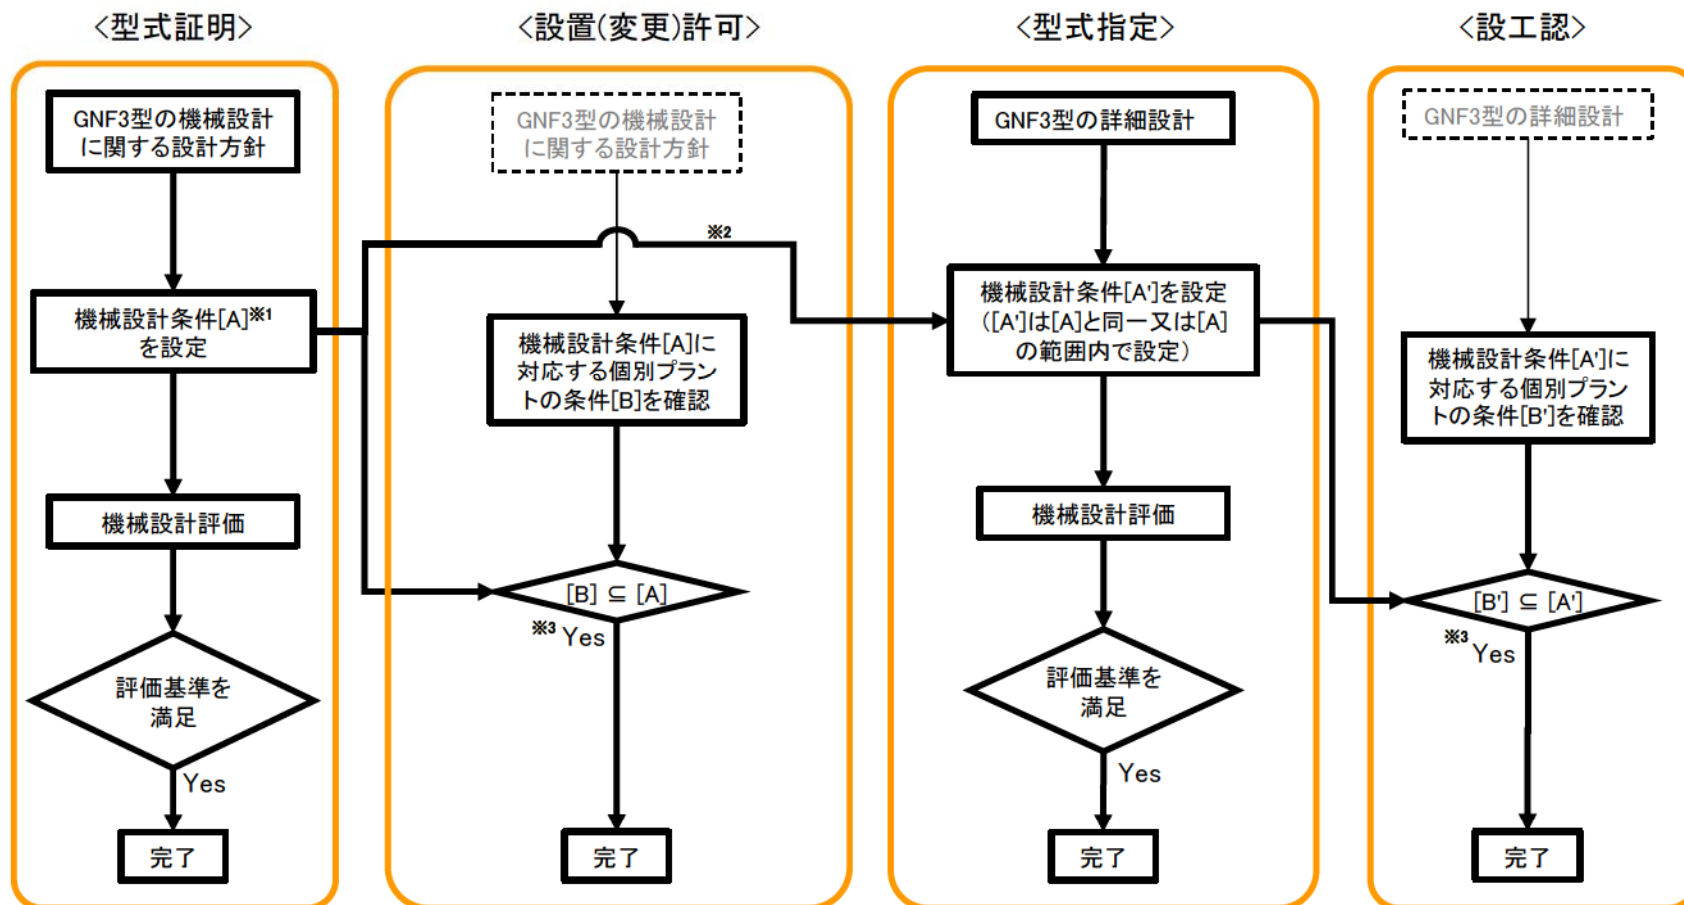 <型式証明>
GNF3型の機械設計
に関する設計方針
機械設計条件[A]※1
を設定
機械設計評価
評価基準を
満足
Yes
完了
<設置(変更)許可>
GNF3型の機械設計
に関する設計方針
※2
機械設計条件[A]に
対応する個別プラン
トの条件[B]を確認
[B] ⊆ [A]
※3 Yes
完了
<型式指定>
GNF3型の詳細設計
機械設計条件[A']を設定
([A']は[A]と同一又は[A]
の範囲内で設定)
機械設計評価
評価基準を
満足
Yes
完了
<設工認>
GNF3型の詳細設計
機械設計条件[A']に
対応する個別プラン
トの条件[B']を確認
[B'] ⊆ [A']
※3 Yes
完了